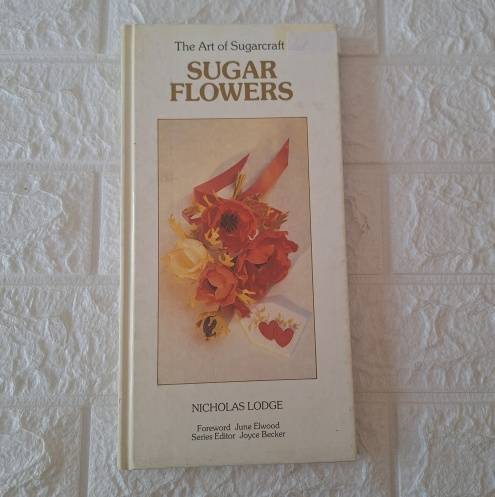 The Art of Sugarcraft
SUGAR
FLOWERS
NICHOLAS LODGE
Foreword June Elwood
Series Editor Joyce Becker